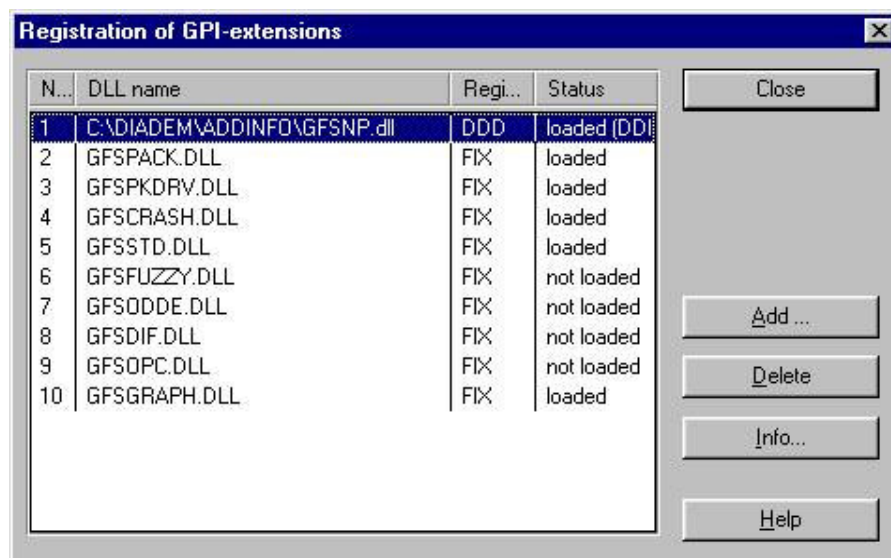 Registration of GPI-extensions
N... DLL name Regi... Status
1 C:\DIADEM\ADDINFO\GFSNP.dll DDD loaded (DDI
2 GFSPACK.DLL FIX loaded
3 GFSPKDRV.DLL FIX loaded
4 GFSCRASH.DLL FIX loaded
5 GFSSTD.DLL FIX loaded
6 GFSFUZZY.DLL FIX not loaded
7 GFSODDE.DLL FIX not loaded
8 GFSDIF.DLL FIX not loaded
9 GFSOPC.DLL FIX not loaded
10 GFSGRAPH.DLL FIX loaded
Close
Add ...
Delete
Info...
Help